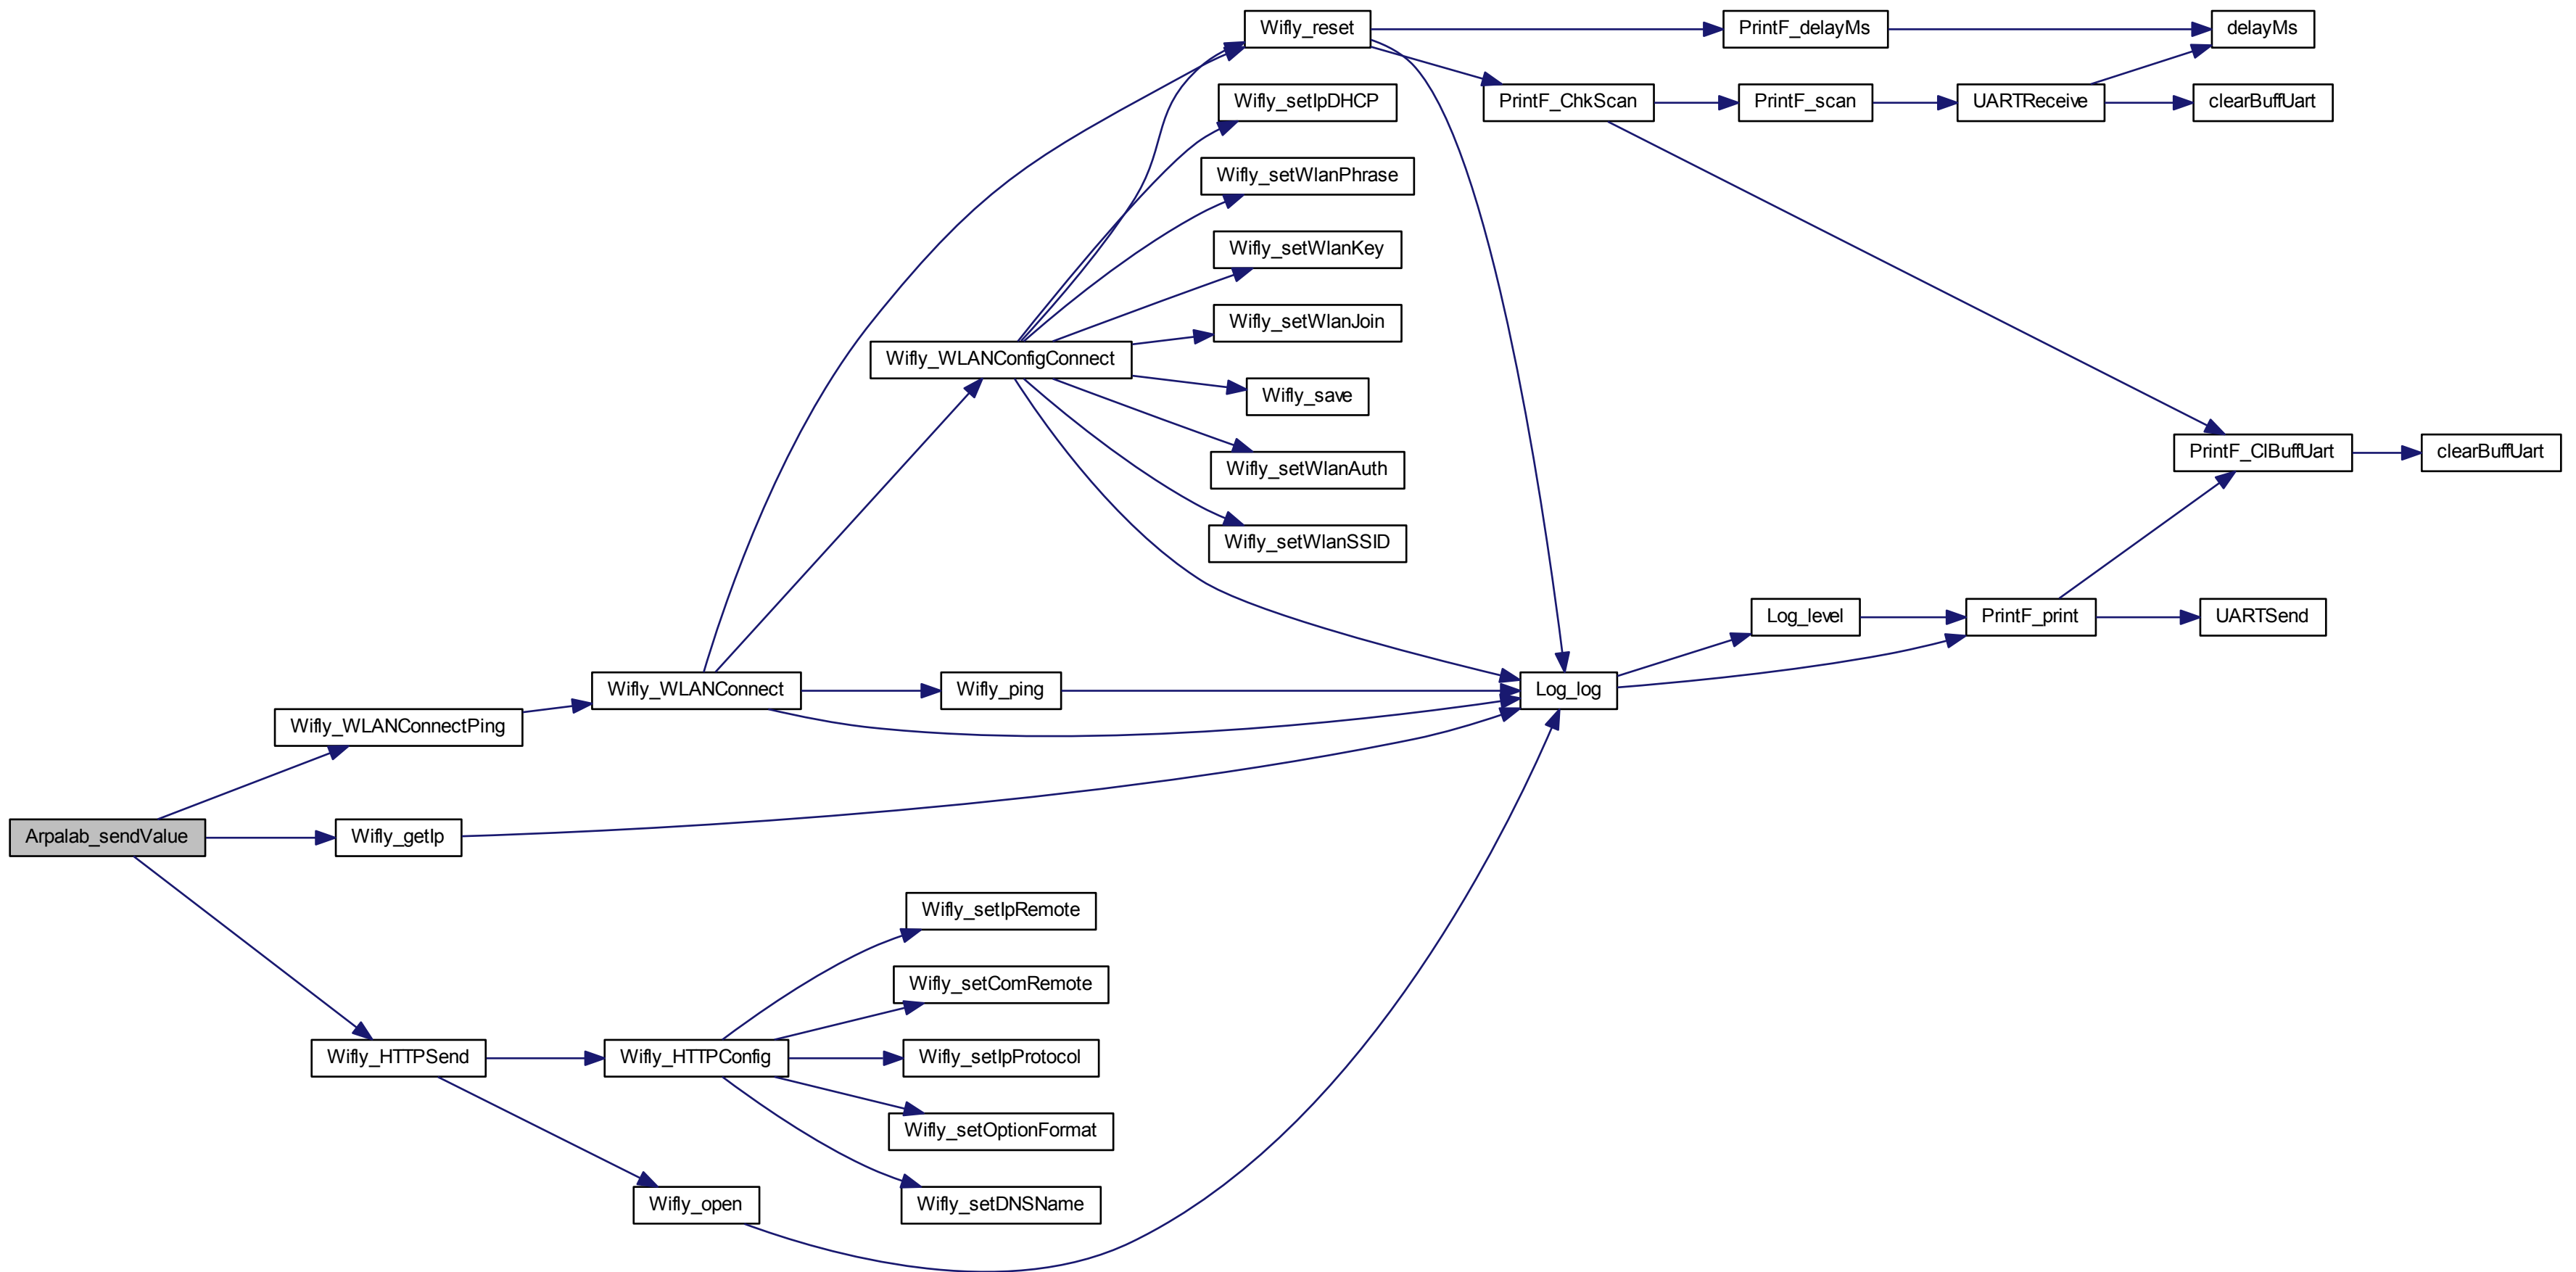 Wifly_reset
PrintF_delayMs
delayMs
Wifly_setIpDHCP
PrintF_ChkScan
PrintF_scan
UARTReceive
clearBuffUart
Wifly_setWlanPhrase
Wifly_setWlanKey
Wifly_setWlanJoin
Wifly_WLANConfigConnect
Wifly_save
PrintF_ClBuffUart
clearBuffUart
Wifly_setWlanAuth
Wifly_setWlanSSID
Log_level
PrintF_print
UARTSend
Wifly_WLANConnect
Wifly_ping
Log_log
Wifly_WLANConnectPing
Arpalab_sendValue
Wifly_getIp
Wifly_setIpRemote
Wifly_setComRemote
Wifly_HTTPSend
Wifly_HTTPConfig
Wifly_setIpProtocol
Wifly_setOptionFormat
Wifly_open
Wifly_setDNSName